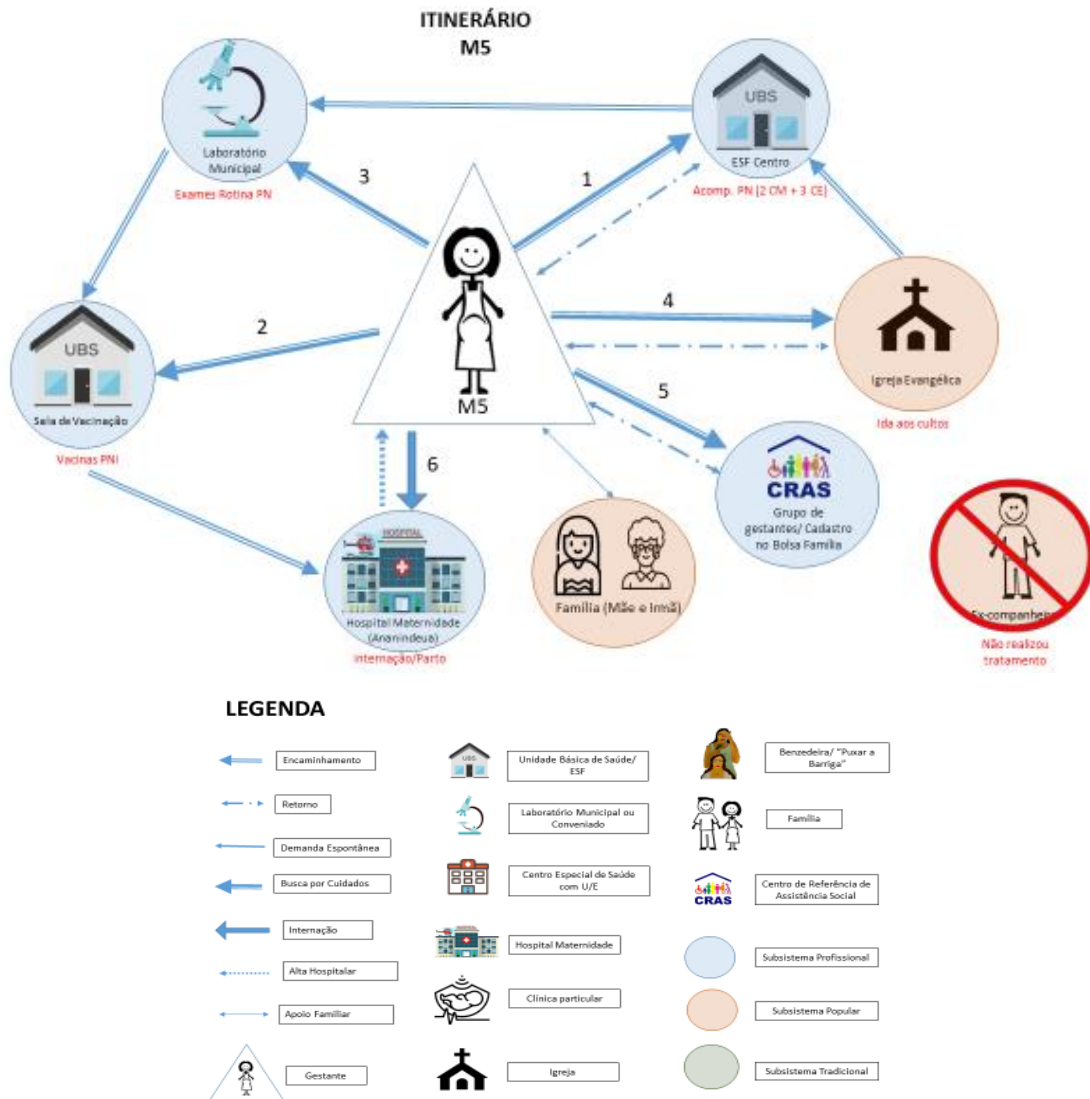 ITINERÁRIO
M5
Laboratório
Municipal
Exames Rotina PN
UBS
ESF Centro
Acomp. PN (2 CM + 3 CE)
3
1
2
4
5
6
UBS
Sala de Vacinação
Vacinas PNI
M5
Igreja Evangélica
Ida aos cultos
CRAS
Grupo de
gestantes/ Cadastro
no Bolsa Família
HOSPITAL
Hospital Maternidade
(Ananindeua)
Internação/Parto
Família (Mãe e Irmã)
Ex-companheiro
Não realizou
tratamento
LEGENDA
Encaminhamento
Retorno
Demanda Espontânea
Busca por Cuidados
Internação
Alta Hospitalar
Apoio Familiar
Gestante
UBS
Unidade Básica de Saúde/
ESF
Laboratório Municipal ou
Conveniado
Centro Especial de Saúde
com U/E
Hospital Maternidade
Clínica particular
Igreja
Benzedeira/ "Puxar a
Barriga"
Família
CRAS
Centro de Referência de
Assistência Social
Subsistema Profissional
Subsistema Popular
Subsistema Tradicional